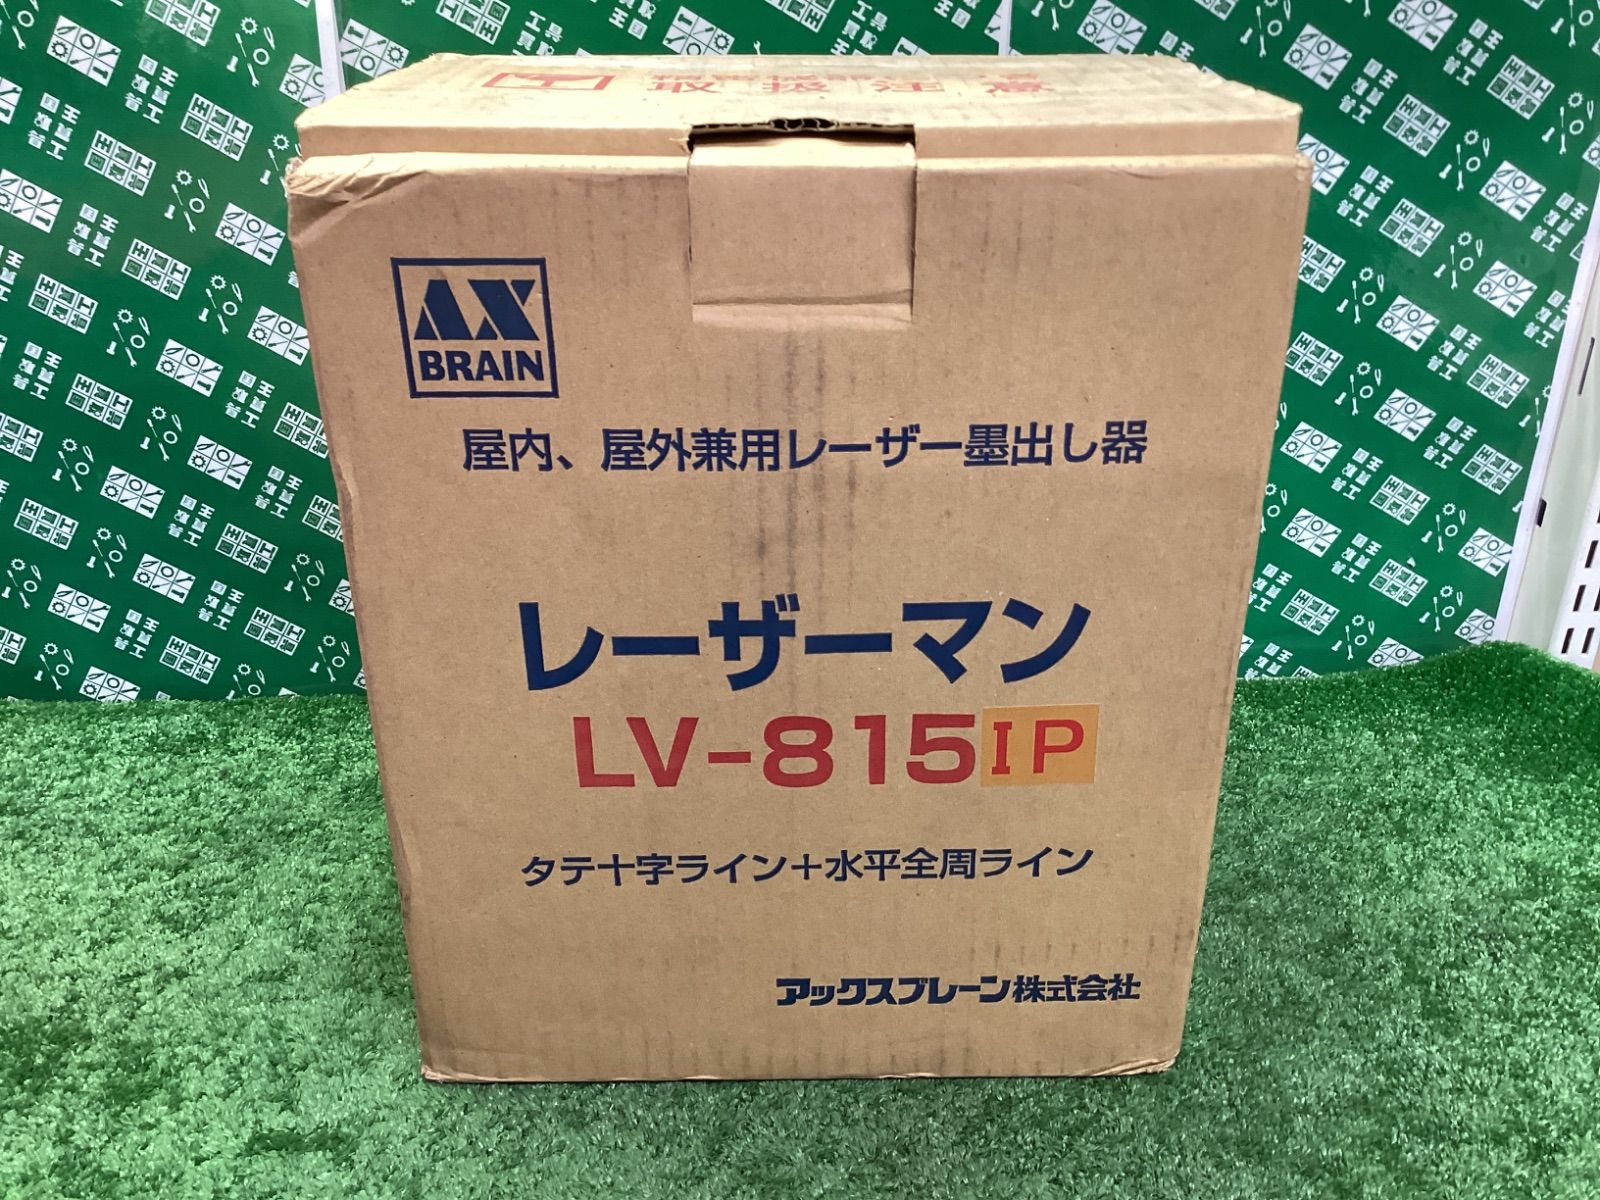 取扱注意
AX
BRAIN
屋内、屋外兼用レーザー墨出し器
レーザーマン
LV-815IP
タテ十字ライン+水平全周ライン
アックスブレーン株式会社